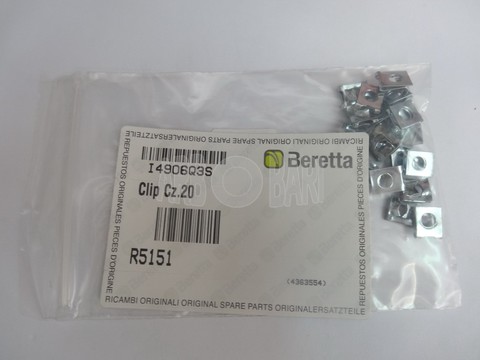 RICAMBI ORIGINALI ORIGINAL SPARE PARTS ORIGINALERSATZTEILE
REPUESTOS ORIGINALES PIECES D'ORIGINE
I4906Q3S
Beretta
Clip Cz.20
R5151
(4363554)
REPUESTOS ORIGINALES PIECES D'ORIGINE
RICAMBI ORIGINALI ORIGINAL SPARE PARTS ORIGINALERSATZTEILE